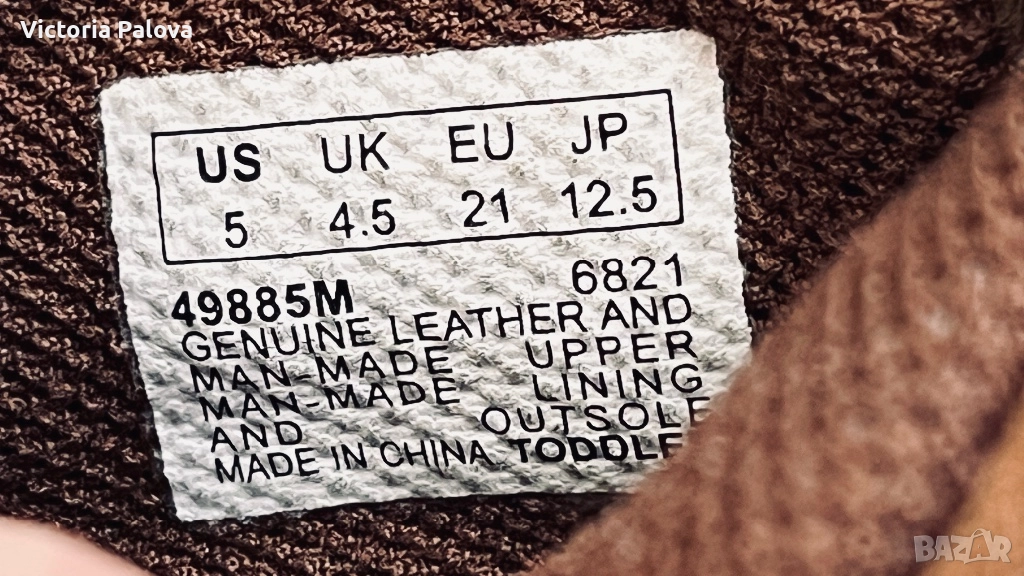 Victoria Palova
US UK EU JP
5 4.5 21 12.5
49885M 6821
GENUINE LEATHER AND
MAN-MADE UPPER
MAN-MADE LINING
AND OUTSOLE
MADE IN CHINA TODDLE
BAZAR